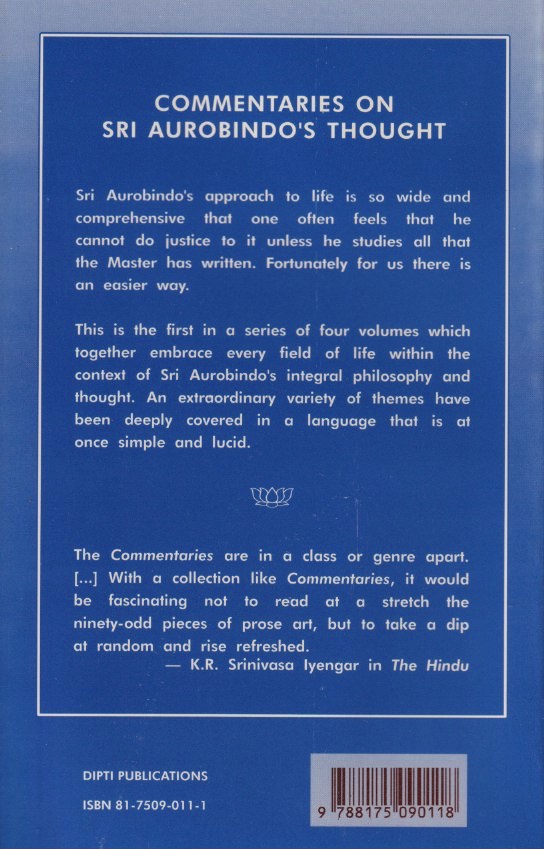 COMMENTARIES ON
SRI AUROBINDO'S THOUGHT
Sri Aurobindo's approach to life is so wide and
comprehensive that one often feels that he
cannot do justice to it unless he studies all that
the Master has written. Fortunately for us there is
an easier way.
This is the first in a series of four volumes which
together embrace every field of life within the
context of Sri Aurobindo's integral philosophy and
thought. An extraordinary variety of themes have
been deeply covered in a language that is at
once simple and lucid.
The Commentaries are in a class or genre apart.
[...] With a collection like Commentaries, it would
be fascinating not to read at a stretch the
ninety-odd pieces of prose art, but to take a dip
at random and rise refreshed.
— K.R. Srinivasa Iyengar in The Hindu
DIPTI PUBLICATIONS
ISBN 81-7509-011-1
9 788175 090118